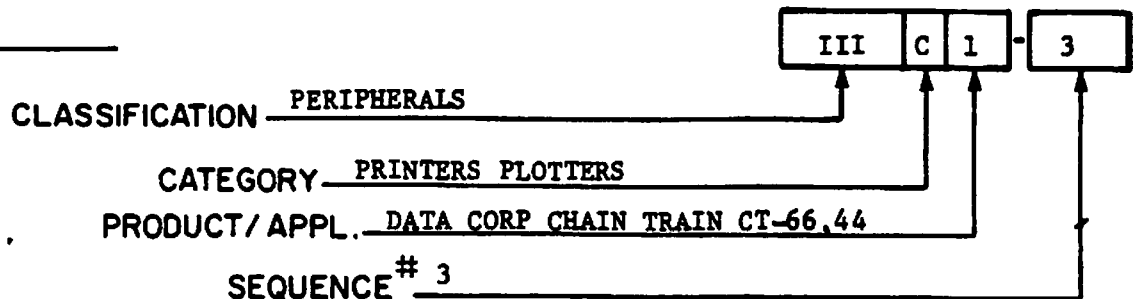 III C 1 - 3
CLASSIFICATION PERIPHERALS
CATEGORY PRINTERS PLOTTERS
PRODUCT/APPL. DATA CORP CHAIN TRAIN CT-66,44
SEQUENCE # 3